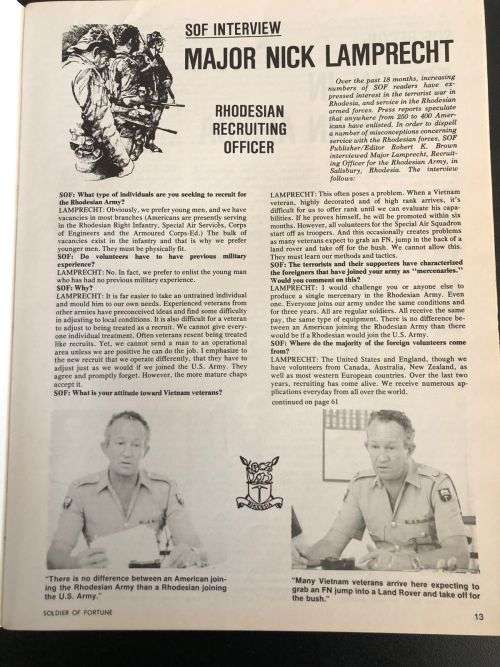 SOF INTERVIEW
MAJOR NICK LAMPRECHT
RHODESIAN
RECRUITING
OFFICER
Over the past 18 months, increasing
numbers of SOF readers have ex-
pressed interest in the terrorist war in
Rhodesia, and service in the Rhodesian
armed forces. Press reports speculate
that anywhere from 250 to 400 Amer-
icans have enlisted. In order to dispell
a number of misconceptions concerning
service with the Rhodesian forces, SOF
Publisher/Editor Robert K. Brown
interviewed Major Lamprecht, Recruit-
ing Officer for the Rhodesian Army, in
Salisbury, Rhodesia. The interview
follows:
SOF: What type of individuals are you seeking to recruit for
the Rhodesian Army?
LAMPRECHT: Obviously, we prefer young men, and we have
vacancies in most branches (Americans are presently serving
in the Rhodesian Right Infantry, Special Air Services, Corps
of Engineers and the Armoured Corps-Ed.) The bulk of
vacancies exist in the infantry and that is why we prefer
younger men. They must be physically fit.
SOF: Do volunteers have to have previous military
experience?
LAMPRECHT: No. In fact, we prefer to enlist the young man
who has had no previous military experience.
SOF: Why?
LAMPRECHT: It is far easier to take an untrained individual
and mould him to our own needs. Experienced veterans from
other armies have preconceived ideas and find some difficulty
in adjusting to local conditions. It is also difficult for a veteran
to adjust to being treated as a recruit. We cannot give every-
one individual treatment. Often veterans resent being treated
like recruits. Yet, we cannot send a man to an operational
area unless we are positive he can do the job. I emphasize to
the new recruit that we operate differently, that they have to
adjust just as we would if we joined the U.S. Army. They
agree and promptly forget. However, the more mature chaps
accept it.
SOF: What is your attitude toward Vietnam veterans?
LAMPRECHT: This often poses a problem. When a Vietnam
veteran, highly decorated and of high rank arrives, it's
difficult for us to offer rank until we can evaluate his capa-
bilities. If he proves himself, he will be promoted within six
months. However, all volunteers for the Special Air Squadron
start off as troopers. And this occasionally creates problems
as many veterans expect to grab an FN, jump in the back of a
land rover and take off for the bush. We cannot allow this.
They must learn our methods and tactics.
SOF: The terrorists and their supporters have characterized
the foreigners that have joined your army as "mercenaries."
Would you comment on this?
LAMPRECHT: I would challenge you or anyone else to
produce a single mercenary in the Rhodesian Army. Every
one. Everyone joins our army under the same conditions and
for three years. All are regular soldiers. All receive the same
pay, the same type of equipment. There is no difference be-
tween an American joining the Rhodesian Army than there
would be if a Rhodesian would join the U.S. Army.
SOF: Where do the majority of the foreign volunteers come
from?
LAMPRECHT: The United States and England, though we
have volunteers from Canada, Australia, New Zealand, as
well as most western European countries. Over the last two
years, recruiting has come alive. We receive numerous ap-
plications everyday from all over the world.
continued on page 61
RHODESIA
"There is no difference between an American join-
ing the Rhodesian Army than a Rhodesian joining
the U.S. Army."
"Many Vietnam veterans arrive here expecting to
grab an FN jump into a Land Rover and take off for
the bush."
SOLDIER OF FORTUNE
13